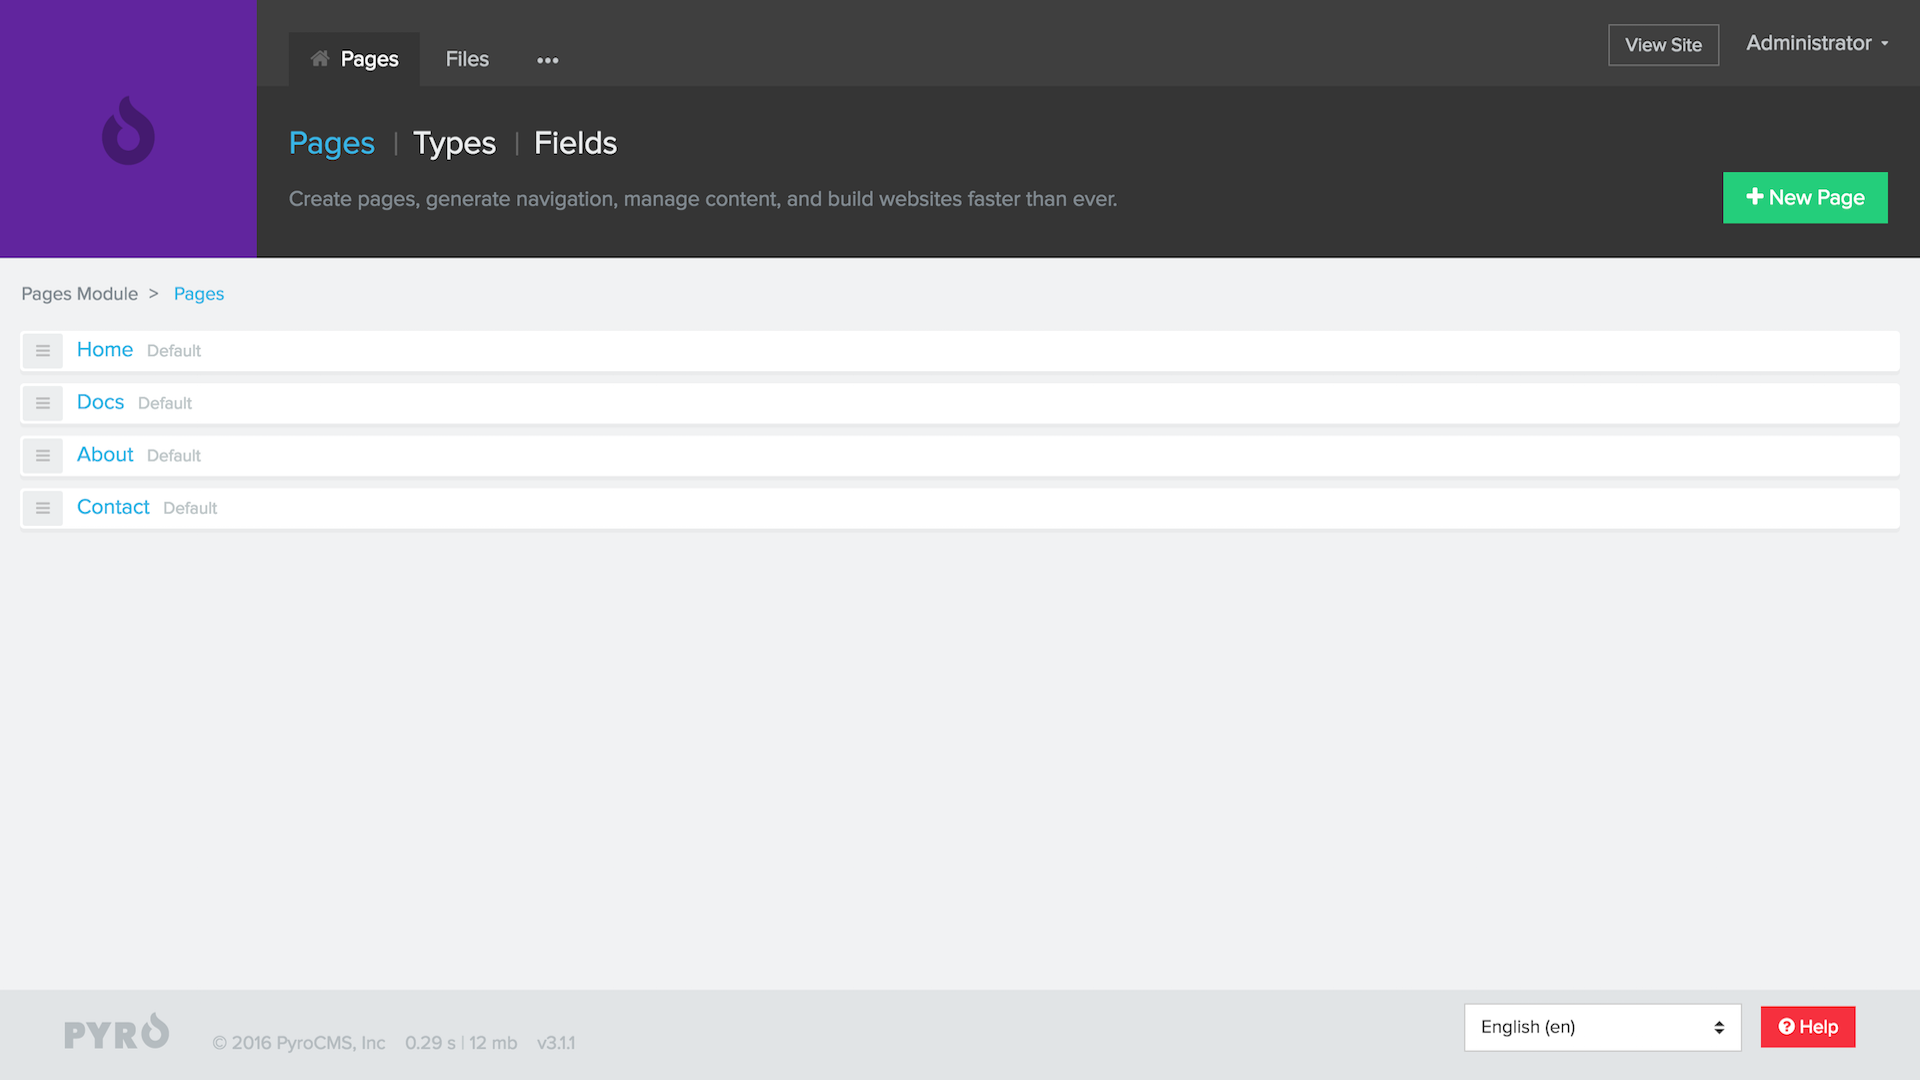 Pages Files ••• View Site Administrator
Pages | Types | Fields
Create pages, generate navigation, manage content, and build websites faster than ever.
New Page
Pages Module > Pages
Home Default
Docs Default
About Default
Contact Default
PYRO © 2016 PyroCMS, Inc 0.29 s | 12 mb v3.1.1 English (en) Help